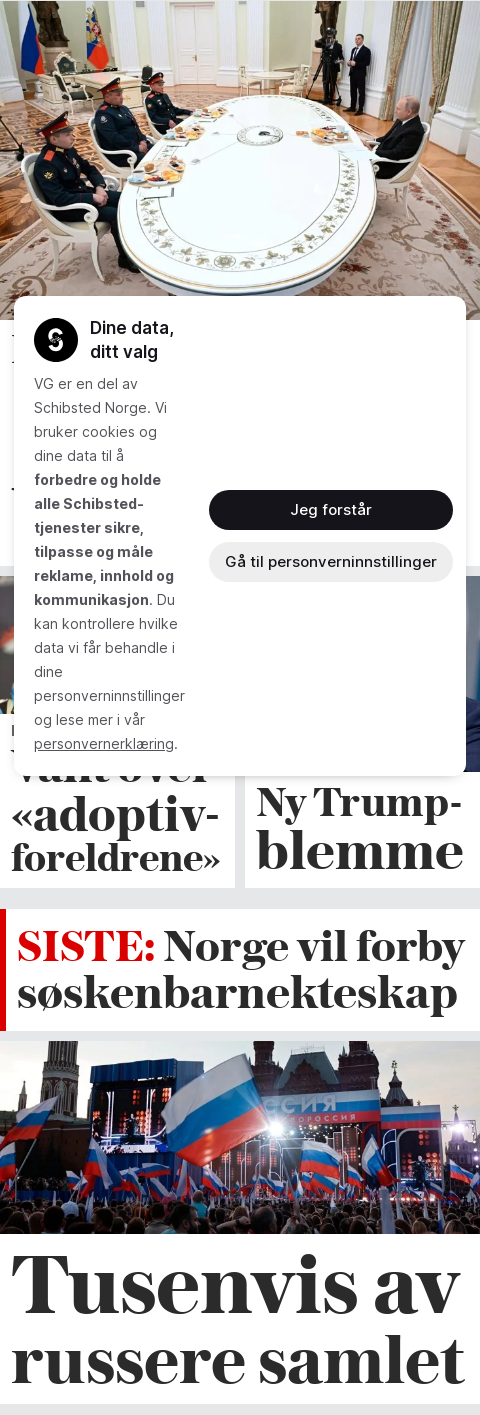 Dine data,
ditt valg
VG er en del av
Schibsted Norge. Vi
bruker cookies og
dine data til å
forbedre og holde
alle Schibsted-
tjenester sikre,
tilpasse og måle
reklame, innhold og
kommunikasjon. Du
kan kontrollere hvilke
data vi får behandle i
dine
personverninnstillinger
og lese mer i vår
personvernerklæring.
Jeg forstår
Gå til personverninnstillinger
«adoptiv-
foreldrene»
Ny Trump-
blemme
SISTE: Norge vil forby
søskenbarnekteskap
Tusenvis av
russere samlet